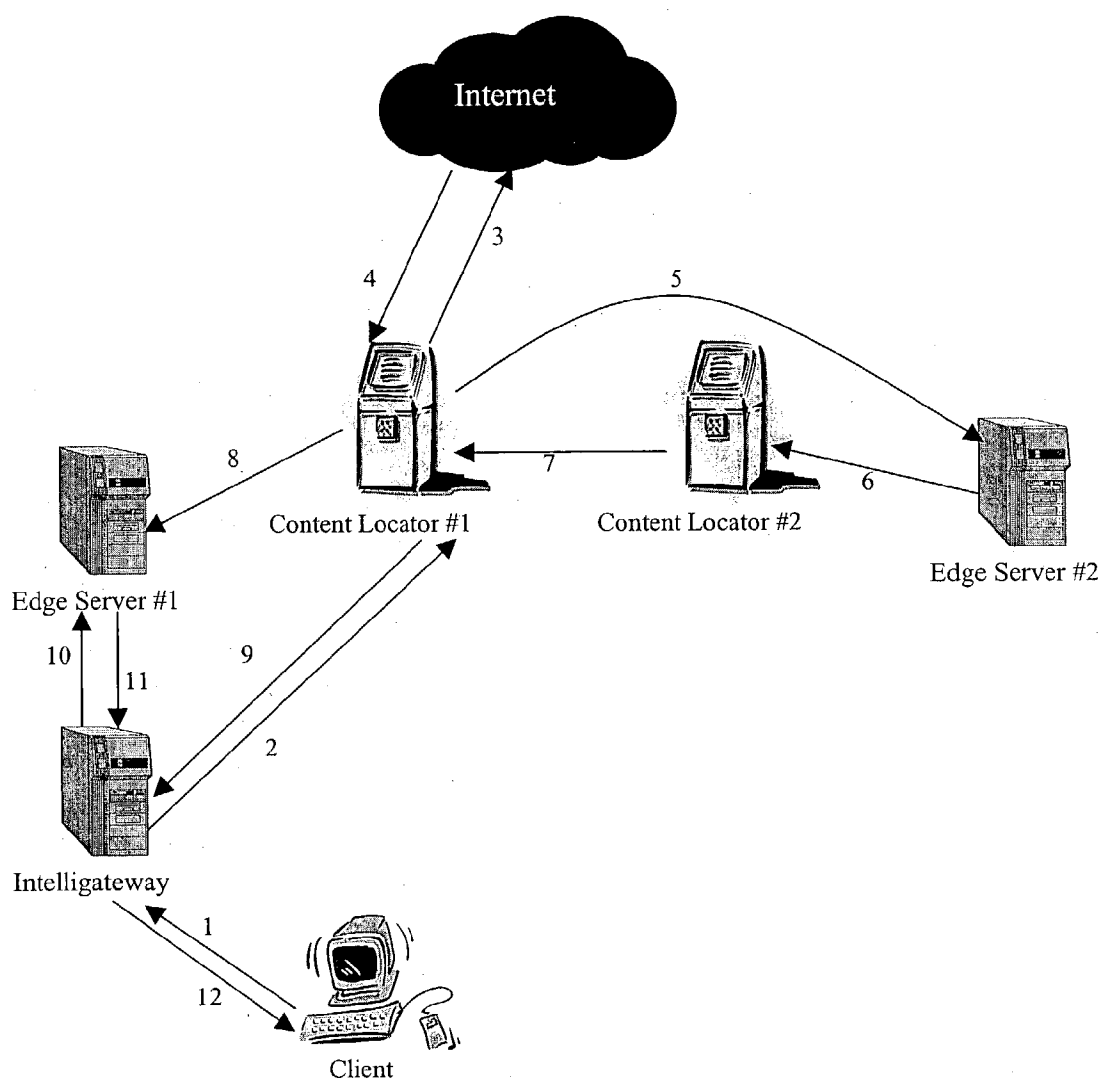 Internet
3
4
5
8
7
6
Content Locator #1
Content Locator #2
Edge Server #2
Edge Server #1
10
11
9
2
Intelligateway
1
12
Client